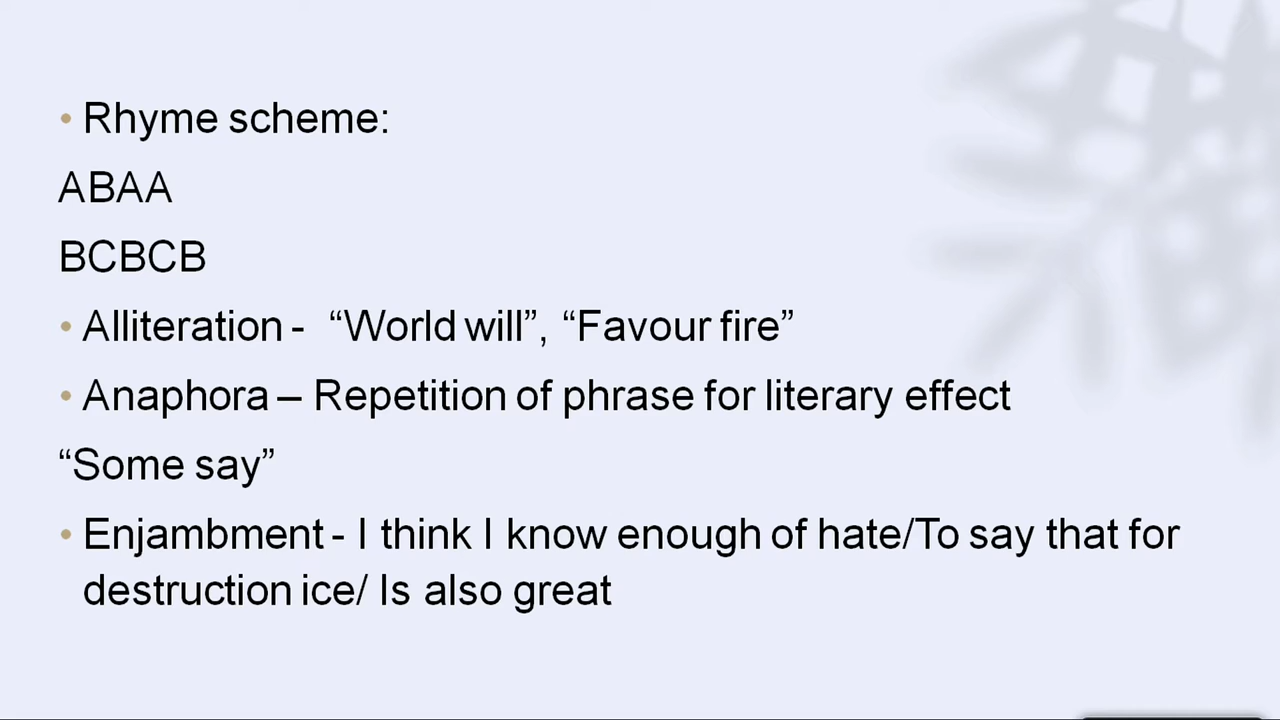 • Rhyme scheme:
ABAA
BCBCB
• Alliteration - “World will”, “Favour fire”
• Anaphora – Repetition of phrase for literary effect
“Some say”
• Enjambment - I think I know enough of hate/To say that for
destruction ice/ Is also great